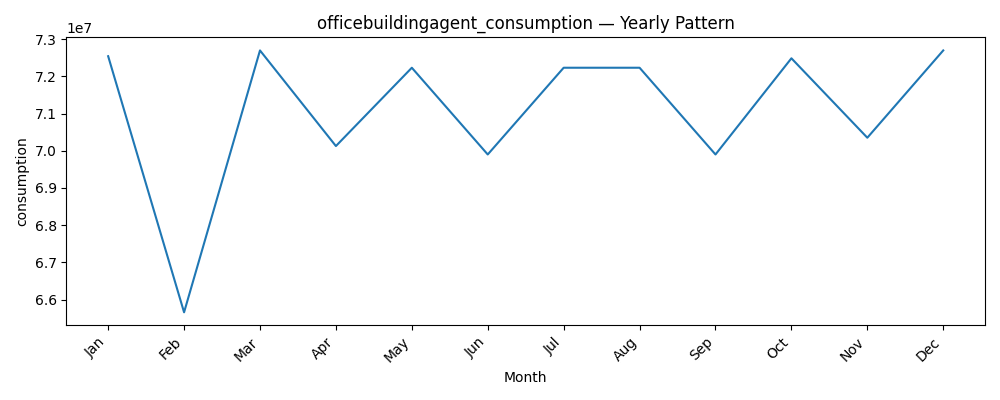 officebuildingagent_consumption — Yearly Pattern
1e7
7.3
7.2
7.1
7.0
6.9
6.8
6.7
6.6
consumption
Jan
Feb
Mar
Apr
May
Jun
Jul
Aug
Sep
Oct
Nov
Dec
Month